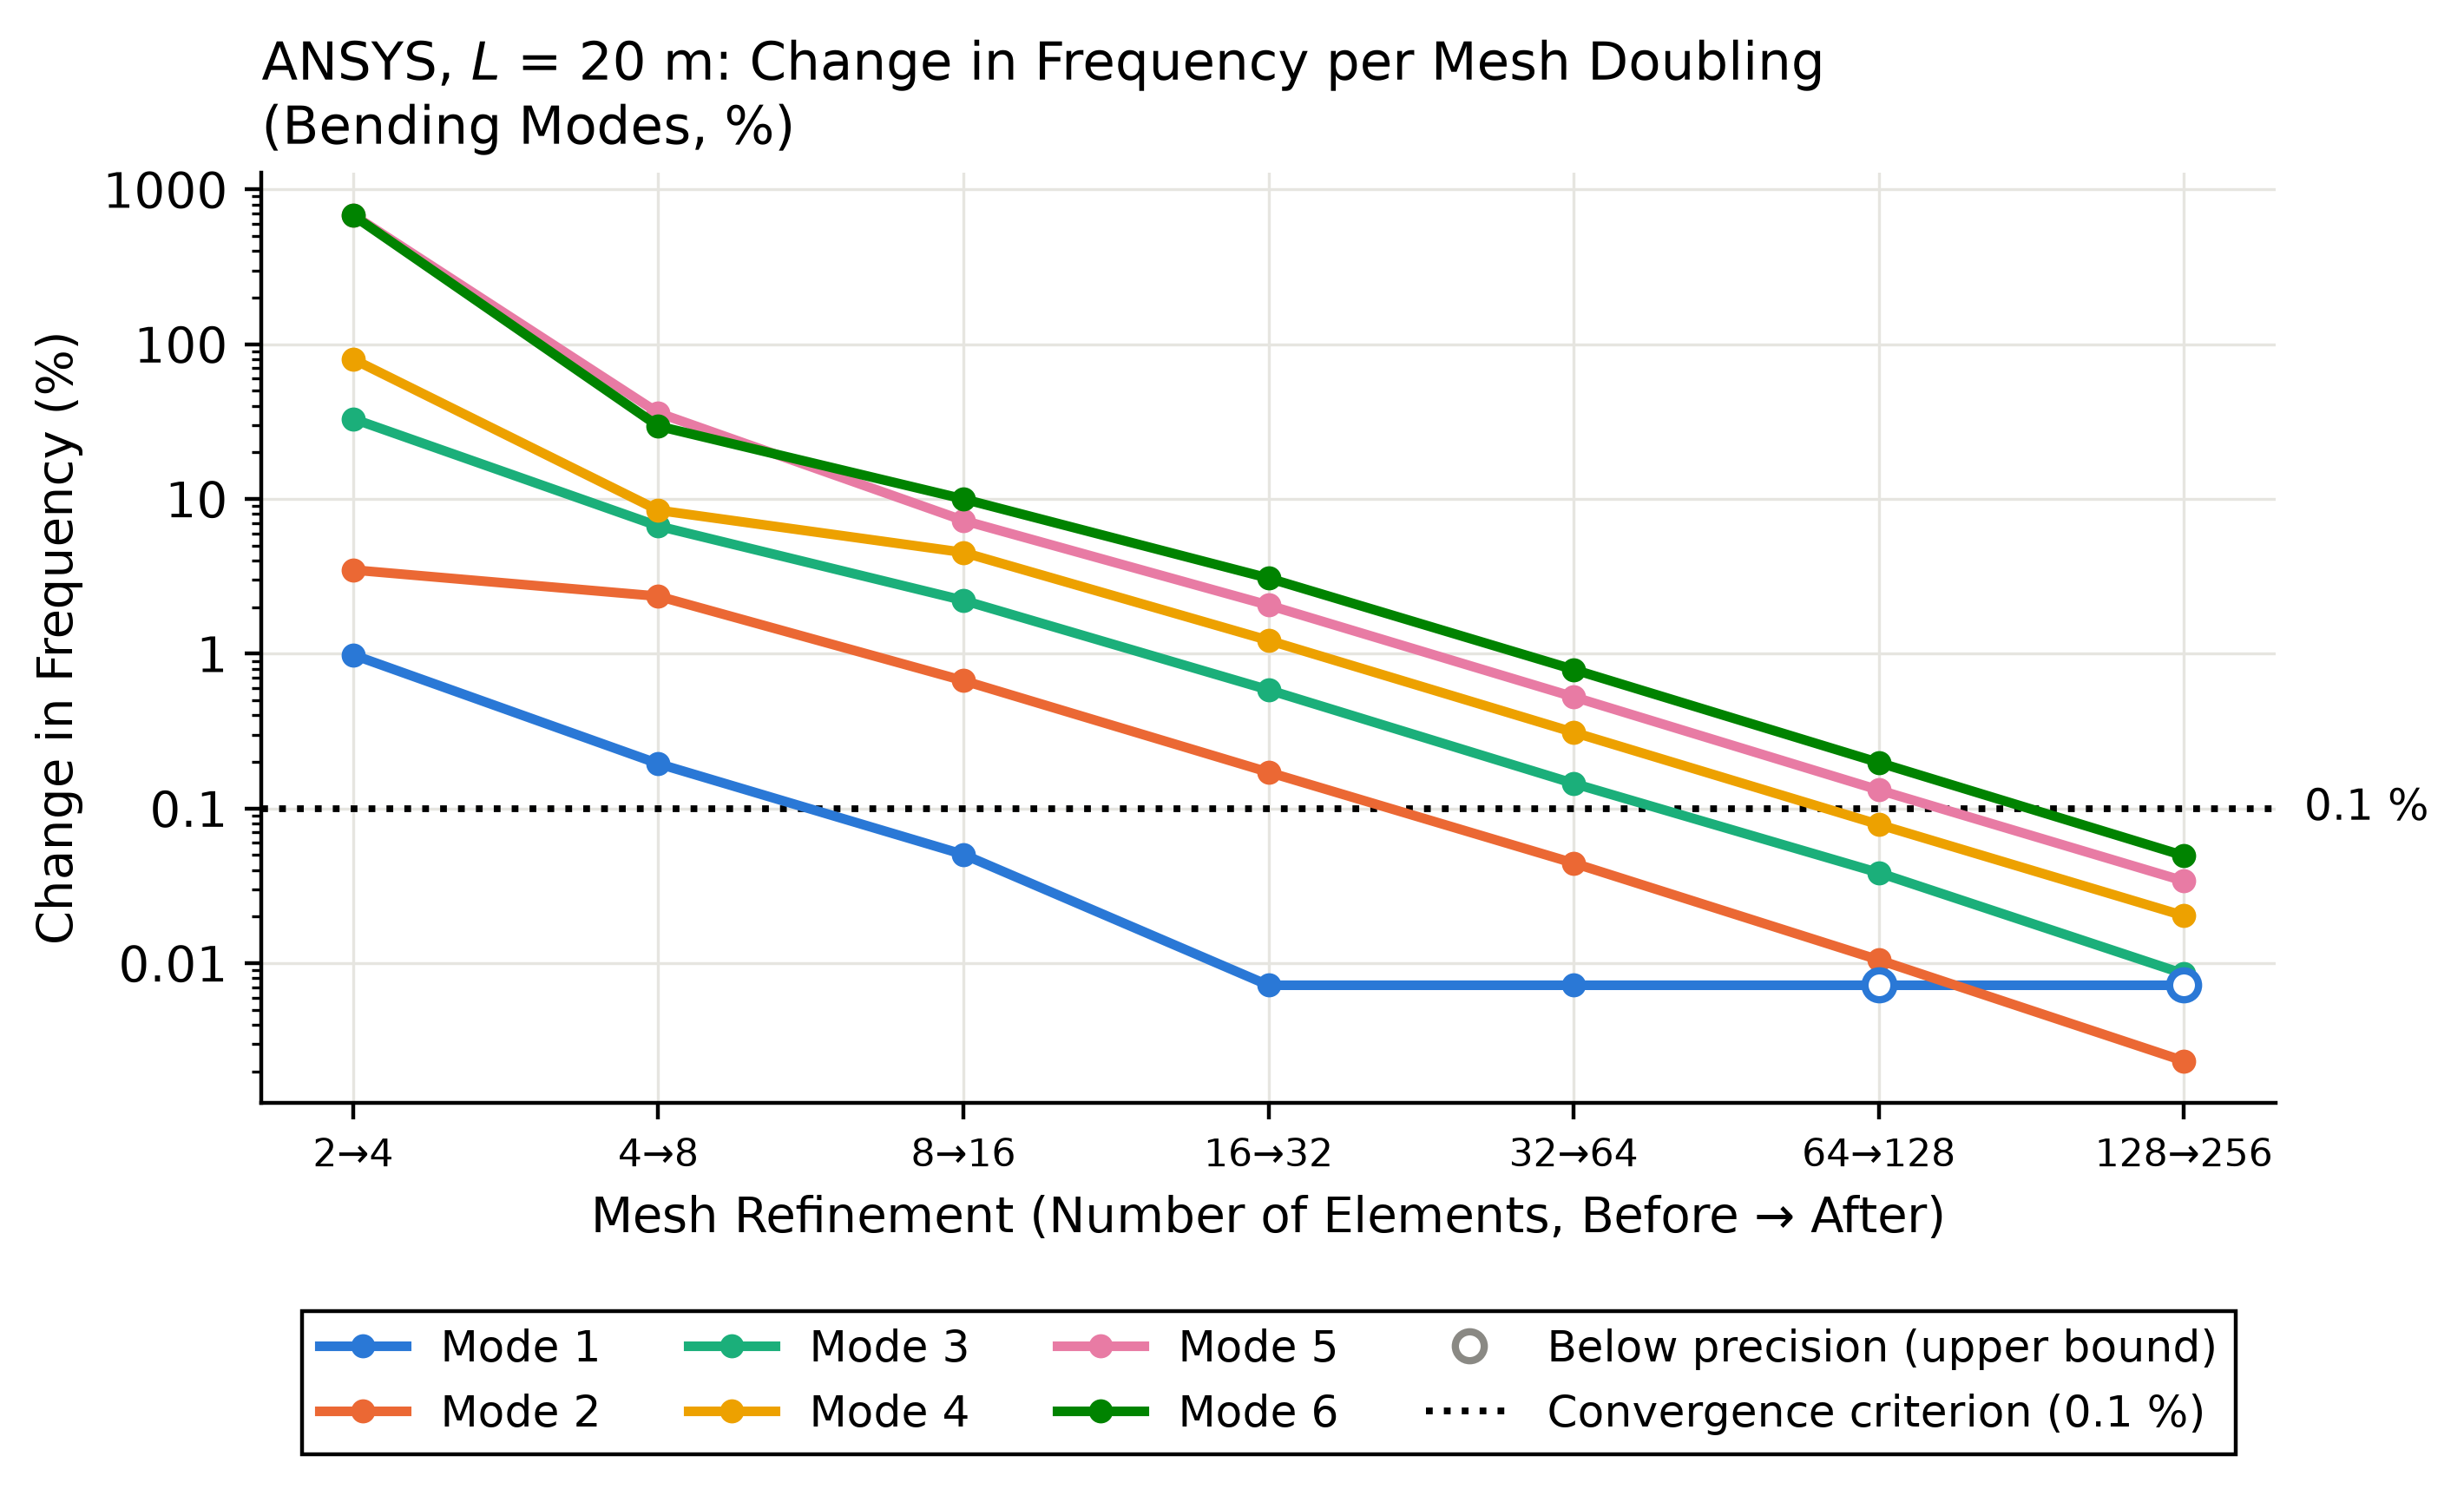 ANSYS, L = 20 m: Change in Frequency per Mesh Doubling
(Bending Modes, %)
Change in Frequency (%)
1000
100
10
1
0.1
0.01
0.1 %
2→4
4→8
8→16
16→32
32→64
64→128
128→256
Mesh Refinement (Number of Elements, Before → After)
Mode 1
Mode 2
Mode 3
Mode 4
Mode 5
Mode 6
Below precision (upper bound)
Convergence criterion (0.1 %)